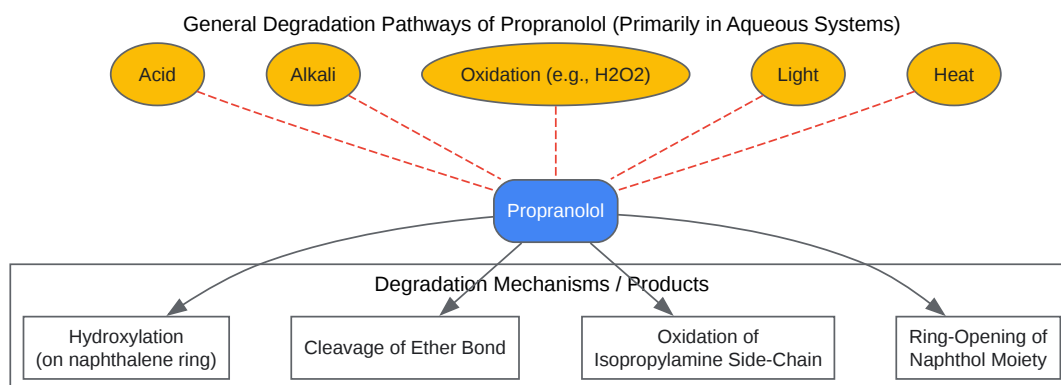 General Degradation Pathways of Propranolol (Primarily in Aqueous Systems)
Acid
Alkali
Oxidation (e.g., H2O2)
Light
Heat
Propranolol
Degradation Mechanisms / Products
Hydroxylation
(on naphthalene ring)
Cleavage of Ether Bond
Oxidation of
Isopropylamine Side-Chain
Ring-Opening of
Naphthol Moiety